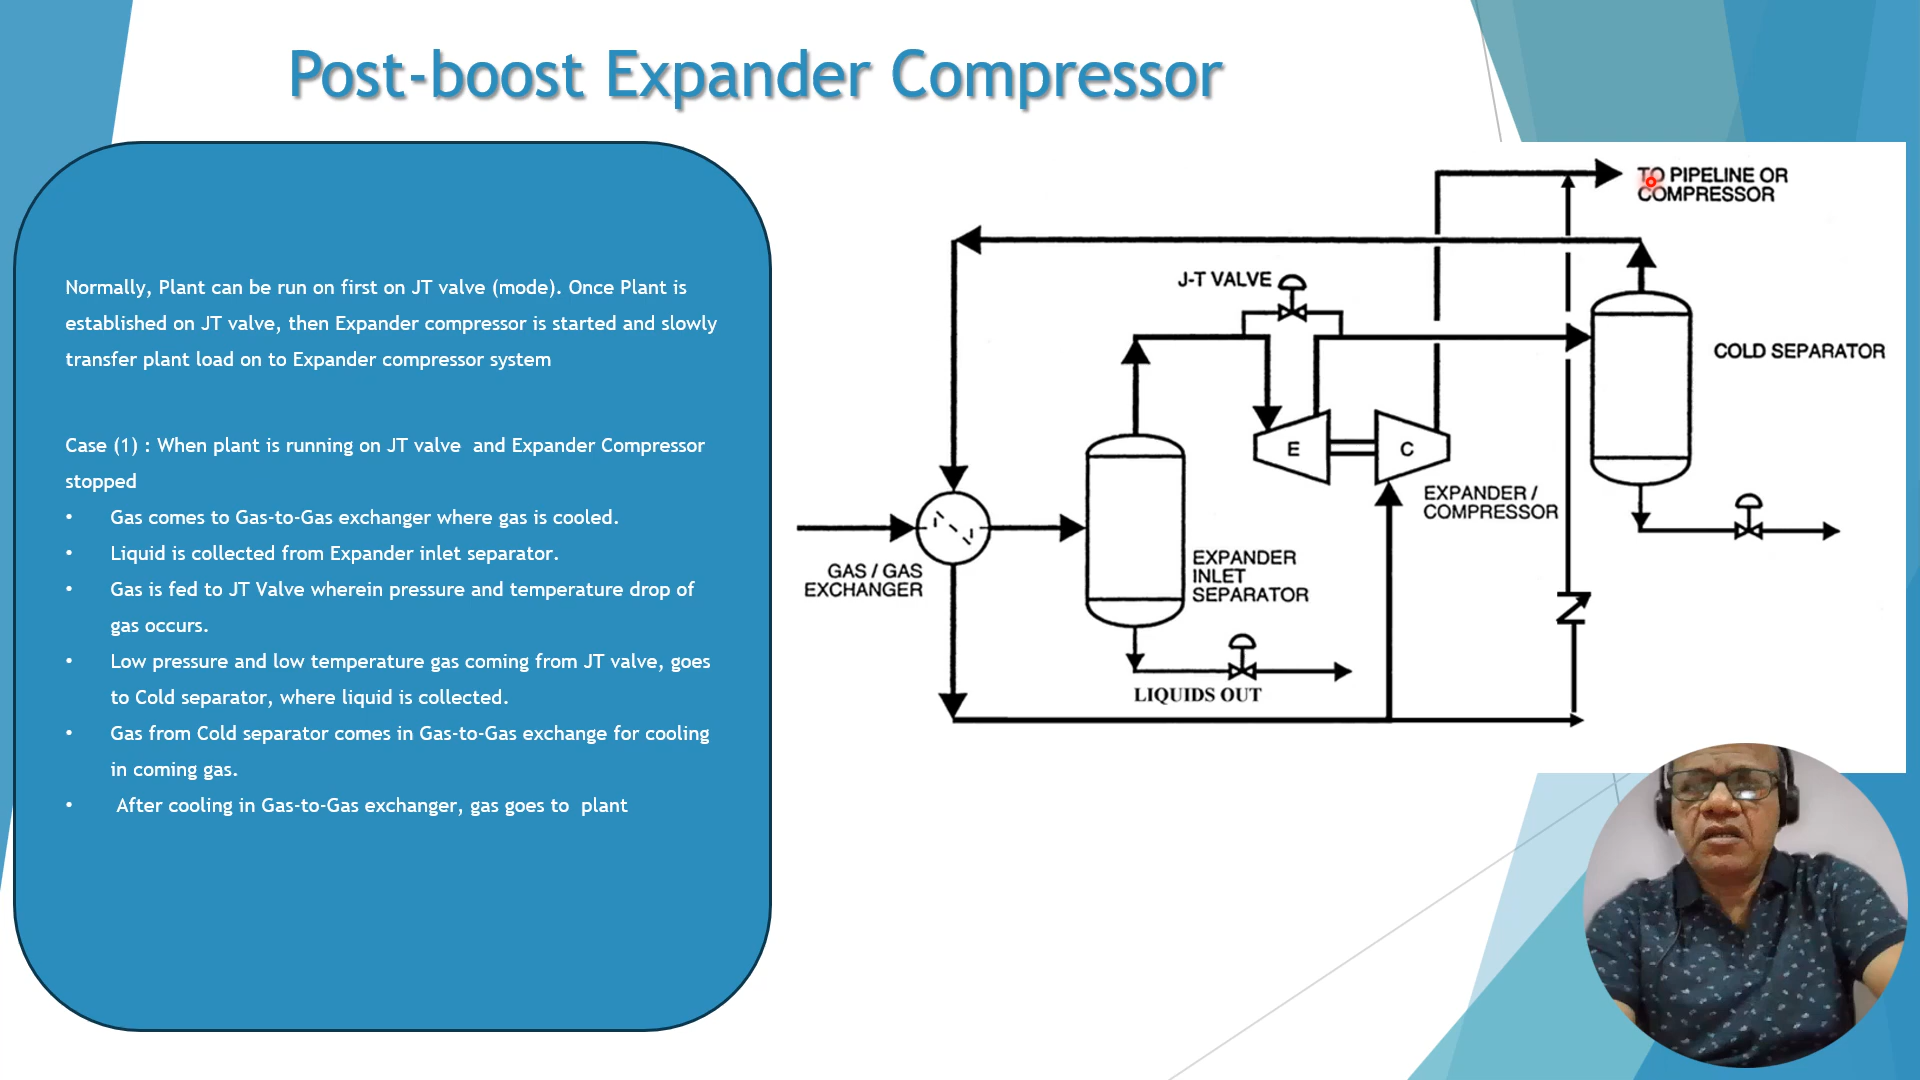 Post-boost Expander Compressor
Normally, Plant can be run on first on JT valve (mode). Once Plant is
established on JT valve, then Expander compressor is started and slowly
transfer plant load on to Expander compressor system
Case (1) : When plant is running on JT valve  and Expander Compressor
stopped
• Gas comes to Gas-to-Gas exchanger where gas is cooled.
• Liquid is collected from Expander inlet separator.
• Gas is fed to JT Valve wherein pressure and temperature drop of
gas occurs.
• Low pressure and low temperature gas coming from JT valve, goes
to Cold separator, where liquid is collected.
• Gas from Cold separator comes in Gas-to-Gas exchange for cooling
in coming gas.
• After cooling in Gas-to-Gas exchanger, gas goes to  plant
TO PIPELINE OR
COMPRESSOR
J-T VALVE
COLD SEPARATOR
E
C
EXPANDER /
COMPRESSOR
GAS / GAS
EXCHANGER
EXPANDER
INLET
SEPARATOR
LIQUIDS OUT